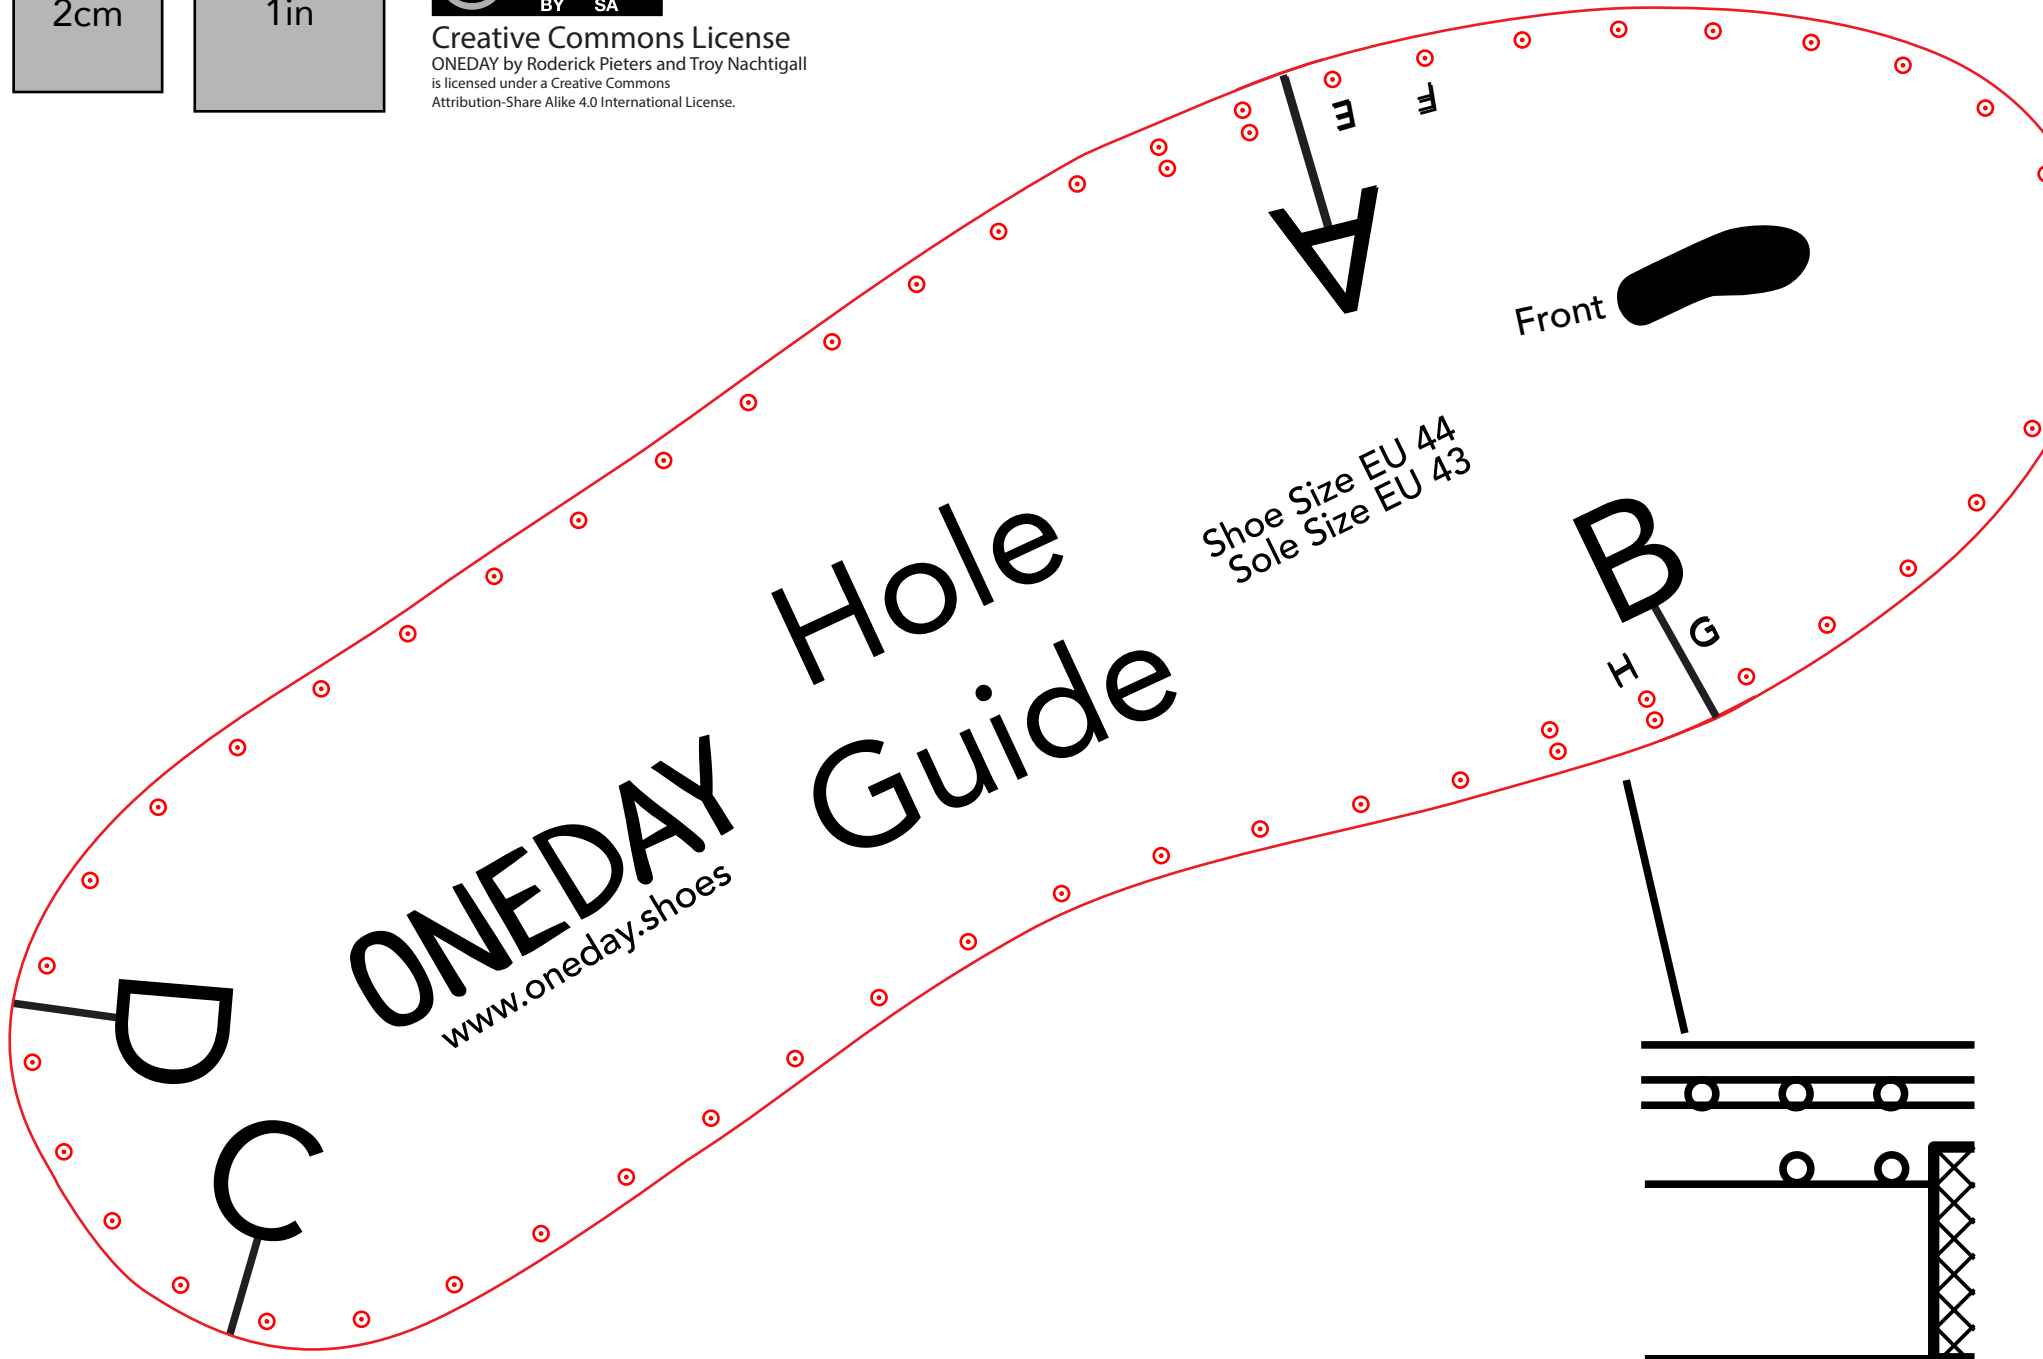 2cm
1in
BY SA
Creative Commons License
ONEDAY by Roderick Pieters and Troy Nachtigall
is licensed under a Creative Commons
Attribution-Share Alike 4.0 International License.
E
F
A
Front
Shoe Size EU 44
Sole Size EU 43
B
G
H
Hole
Guide
ONEDAY
www.oneday.shoes
D
C